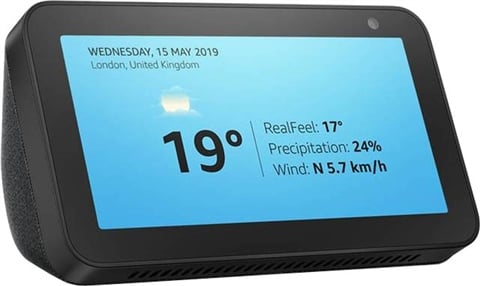 WEDNESDAY, 15 MAY 2019
London, United Kingdom
19°
RealFeel: 17°
Precipitation: 24%
Wind: N 5.7 km/h